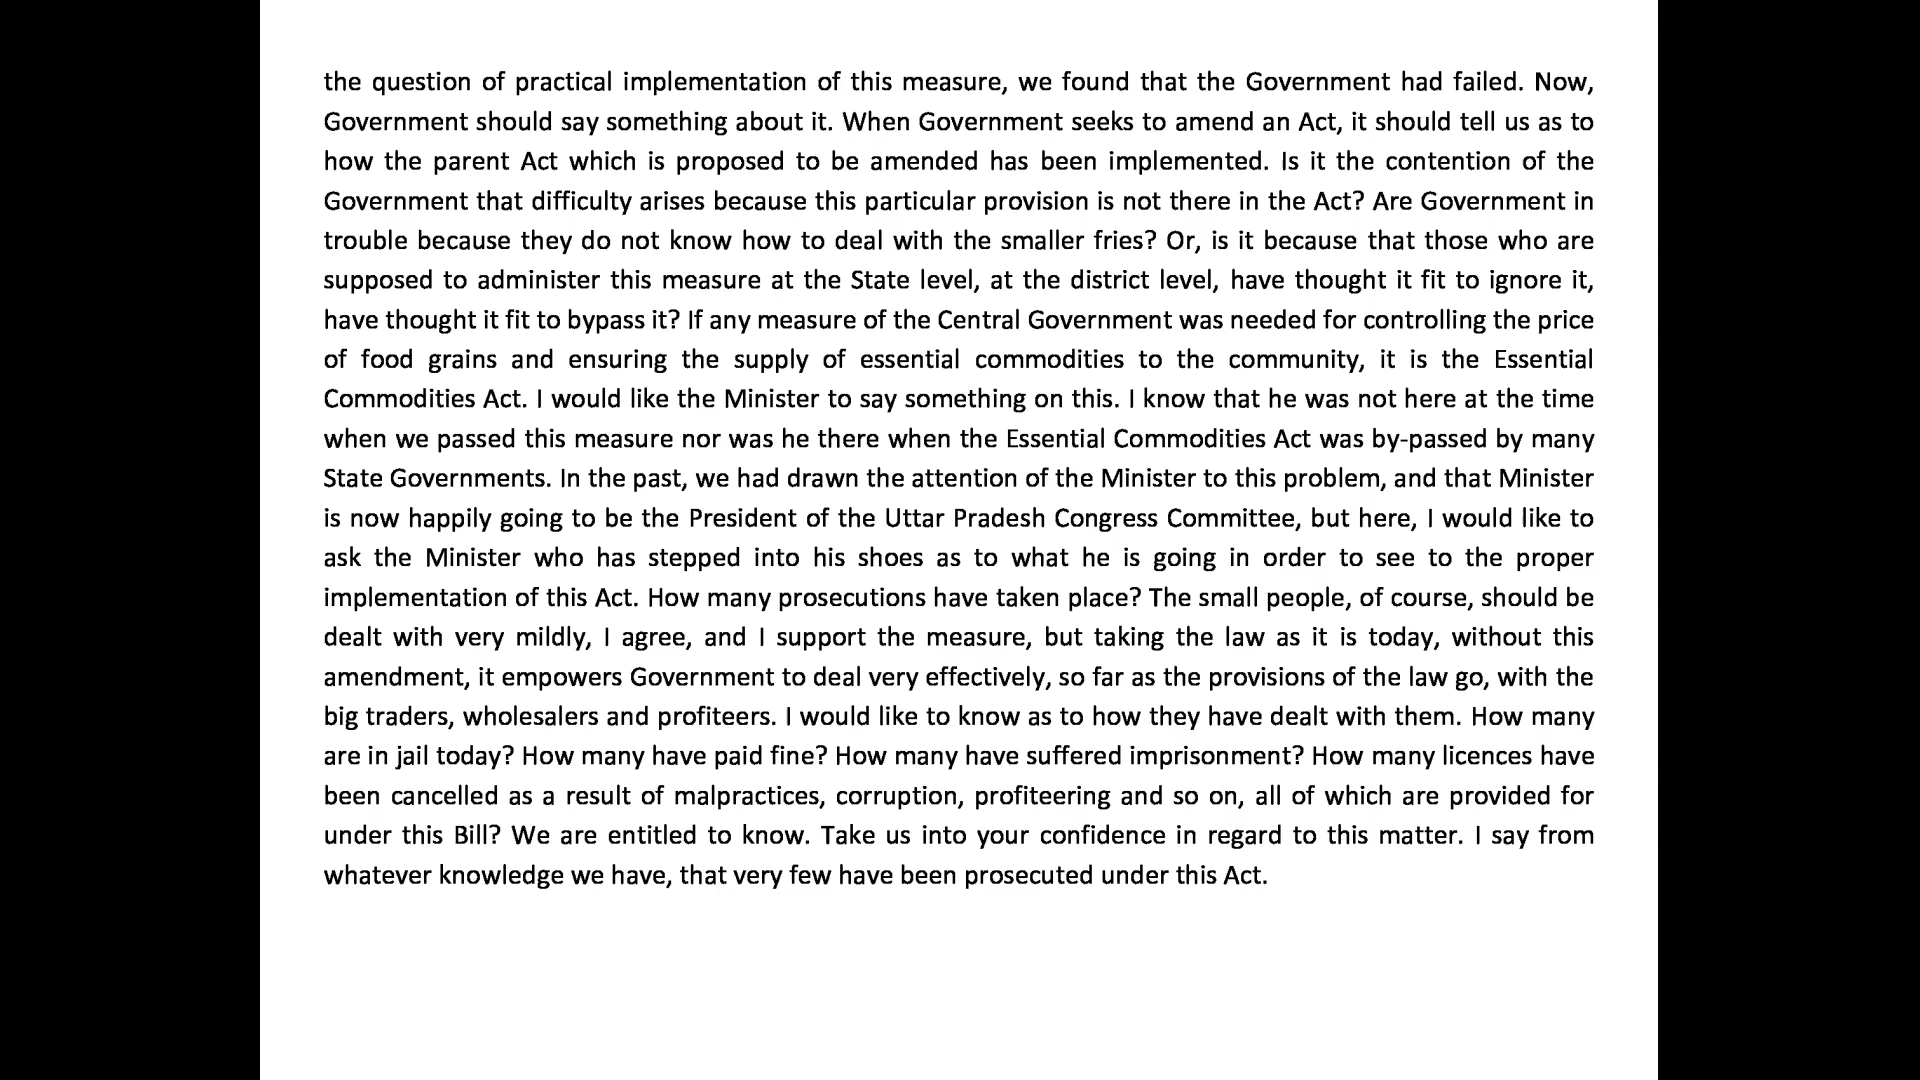 the question of practical implementation of this measure, we found that the Government had failed. Now,
Government should say something about it. When Government seeks to amend an Act, it should tell us as to
how the parent Act which is proposed to be amended has been implemented. Is it the contention of the
Government that difficulty arises because this particular provision is not there in the Act? Are Government in
trouble because they do not know how to deal with the smaller fries? Or, is it because that those who are
supposed to administer this measure at the State level, at the district level, have thought it fit to ignore it,
have thought it fit to bypass it? If any measure of the Central Government was needed for controlling the price
of food grains and ensuring the supply of essential commodities to the community, it is the Essential
Commodities Act. I would like the Minister to say something on this. I know that he was not here at the time
when we passed this measure nor was he there when the Essential Commodities Act was by-passed by many
State Governments. In the past, we had drawn the attention of the Minister to this problem, and that Minister
is now happily going to be the President of the Uttar Pradesh Congress Committee, but here, I would like to
ask the Minister who has stepped into his shoes as to what he is going in order to see to the proper
implementation of this Act. How many prosecutions have taken place? The small people, of course, should be
dealt with very mildly, I agree, and I support the measure, but taking the law as it is today, without this
amendment, it empowers Government to deal very effectively, so far as the provisions of the law go, with the
big traders, wholesalers and profiteers. I would like to know as to how they have dealt with them. How many
are in jail today? How many have paid fine? How many have suffered imprisonment? How many licences have
been cancelled as a result of malpractices, corruption, profiteering and so on, all of which are provided for
under this Bill? We are entitled to know. Take us into your confidence in regard to this matter. I say from
whatever knowledge we have, that very few have been prosecuted under this Act.